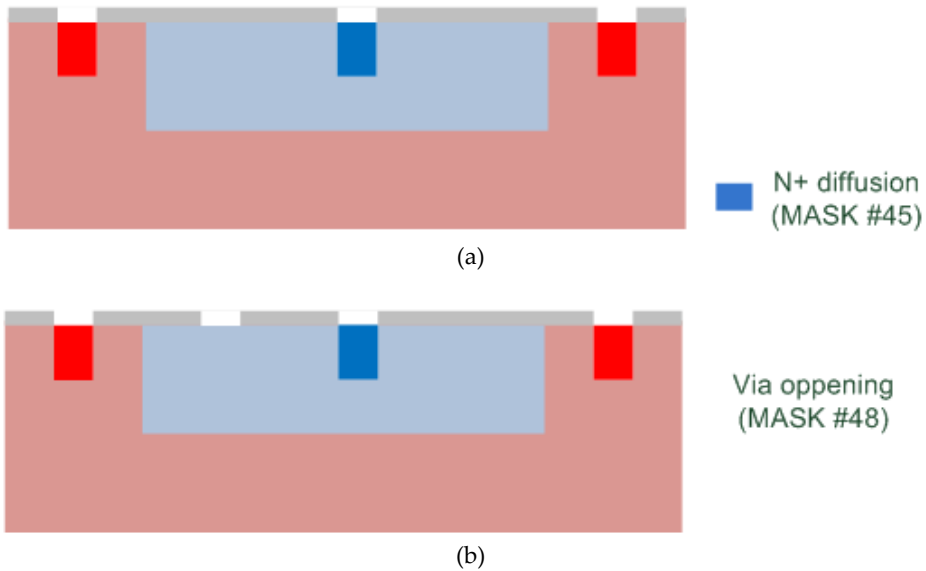 N+ diffusion
(MASK #45)
(a)
Via oppening
(MASK #48)
(b)